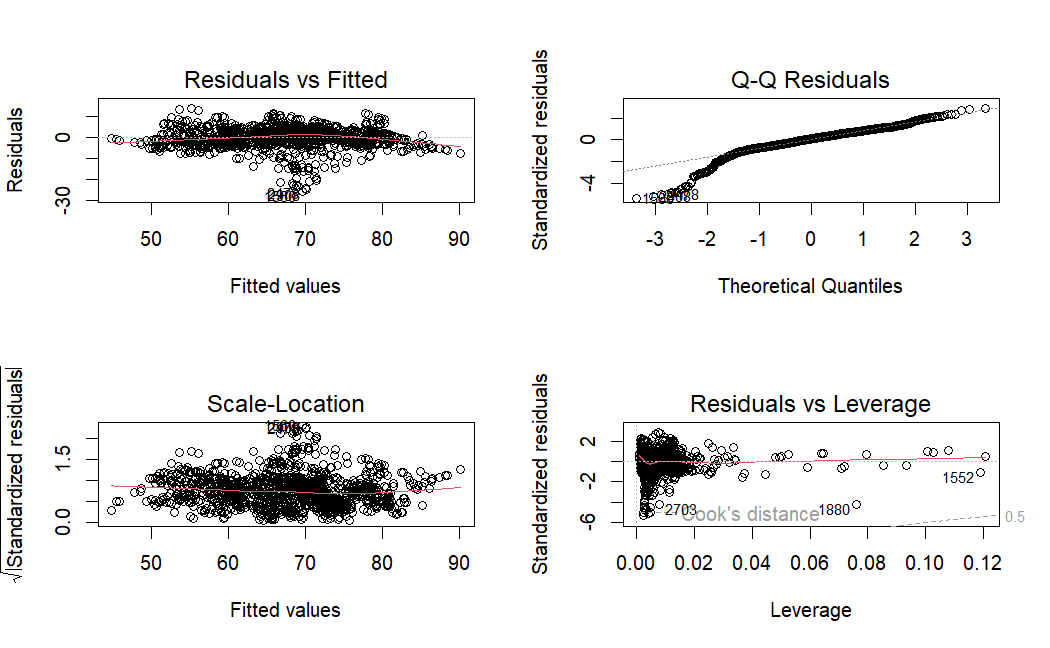 Residuals vs Fitted
Residuals
0
-30
50 60 70 80 90
Fitted values
Q-Q Residuals
Standardized residuals
0
-4
-3 -2 -1 0 1 2 3
Theoretical Quantiles
Scale-Location
√|Standardized residuals|
1.5
0.0
50 60 70 80 90
Fitted values
Residuals vs Leverage
Standardized residuals
2
-2
-6
1552
2703
1880
Cook's distance
0.5
0.00 0.02 0.04 0.06 0.08 0.10 0.12
Leverage